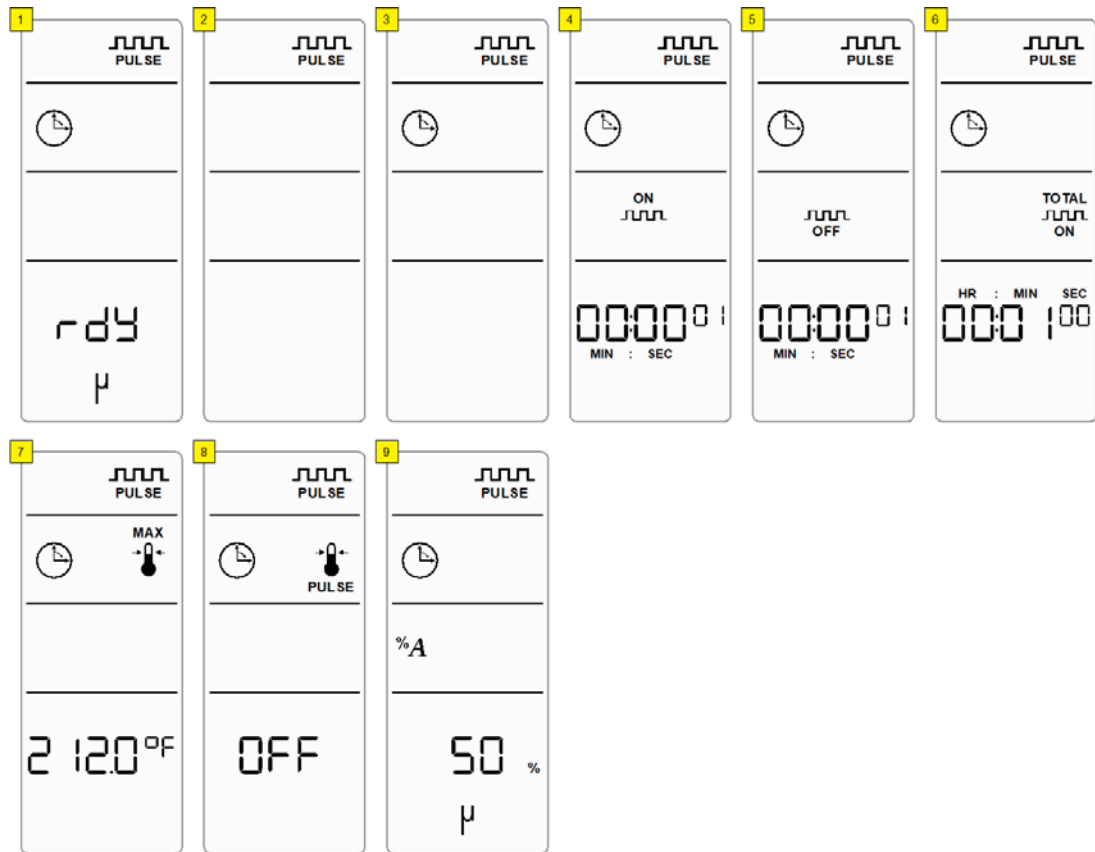 1
PULSE
rdy
µ
2
PULSE
3
PULSE
4
PULSE
ON
00:00 01
MIN : SEC
5
PULSE
OFF
00:00 01
MIN : SEC
6
PULSE
TOTAL
ON
HR : MIN SEC
00:01 00
7
PULSE
MAX
212.0 °F
8
PULSE
PULSE
OFF
9
PULSE
%A
50 %
µ